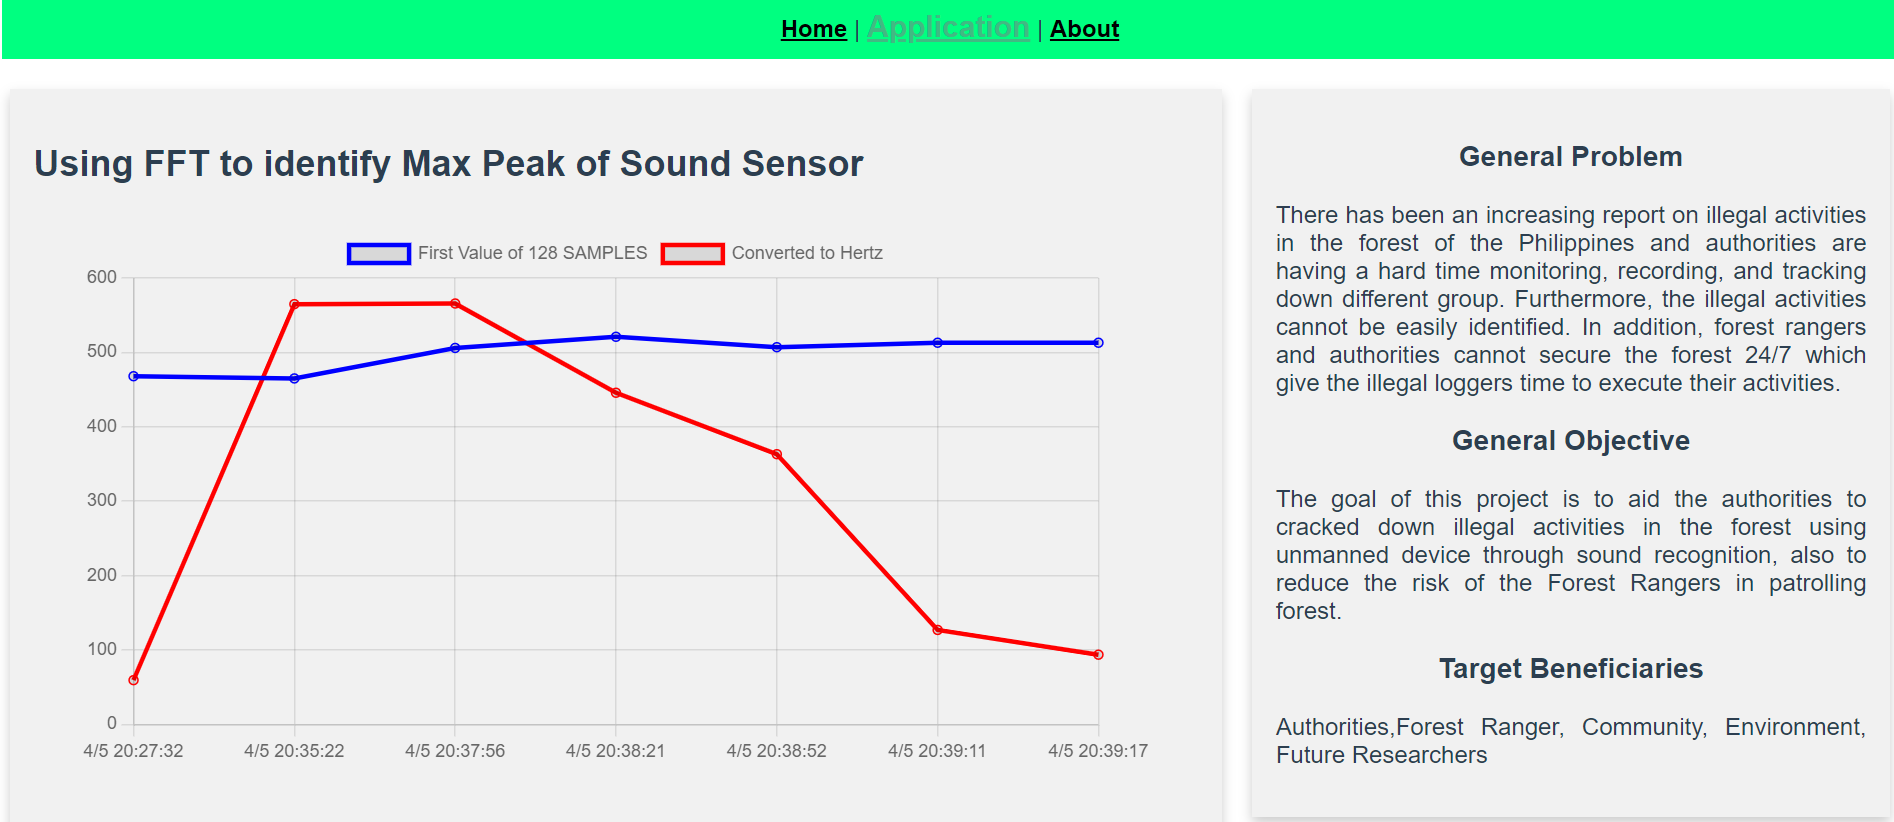 Home | Application | About
Using FFT to identify Max Peak of Sound Sensor
First Value of 128 SAMPLES Converted to Hertz
600
500
400
300
200
100
0
4/5 20:27:32 4/5 20:35:22 4/5 20:37:56 4/5 20:38:21 4/5 20:38:52 4/5 20:39:11 4/5 20:39:17
General Problem
There has been an increasing report on illegal activities
in the forest of the Philippines and authorities are
having a hard time monitoring, recording, and tracking
down different group. Furthermore, the illegal activities
cannot be easily identified. In addition, forest rangers
and authorities cannot secure the forest 24/7 which
give the illegal loggers time to execute their activities.
General Objective
The goal of this project is to aid the authorities to
cracked down illegal activities in the forest using
unmanned device through sound recognition, also to
reduce the risk of the Forest Rangers in patrolling
forest.
Target Beneficiaries
Authorities,Forest Ranger, Community, Environment,
Future Researchers